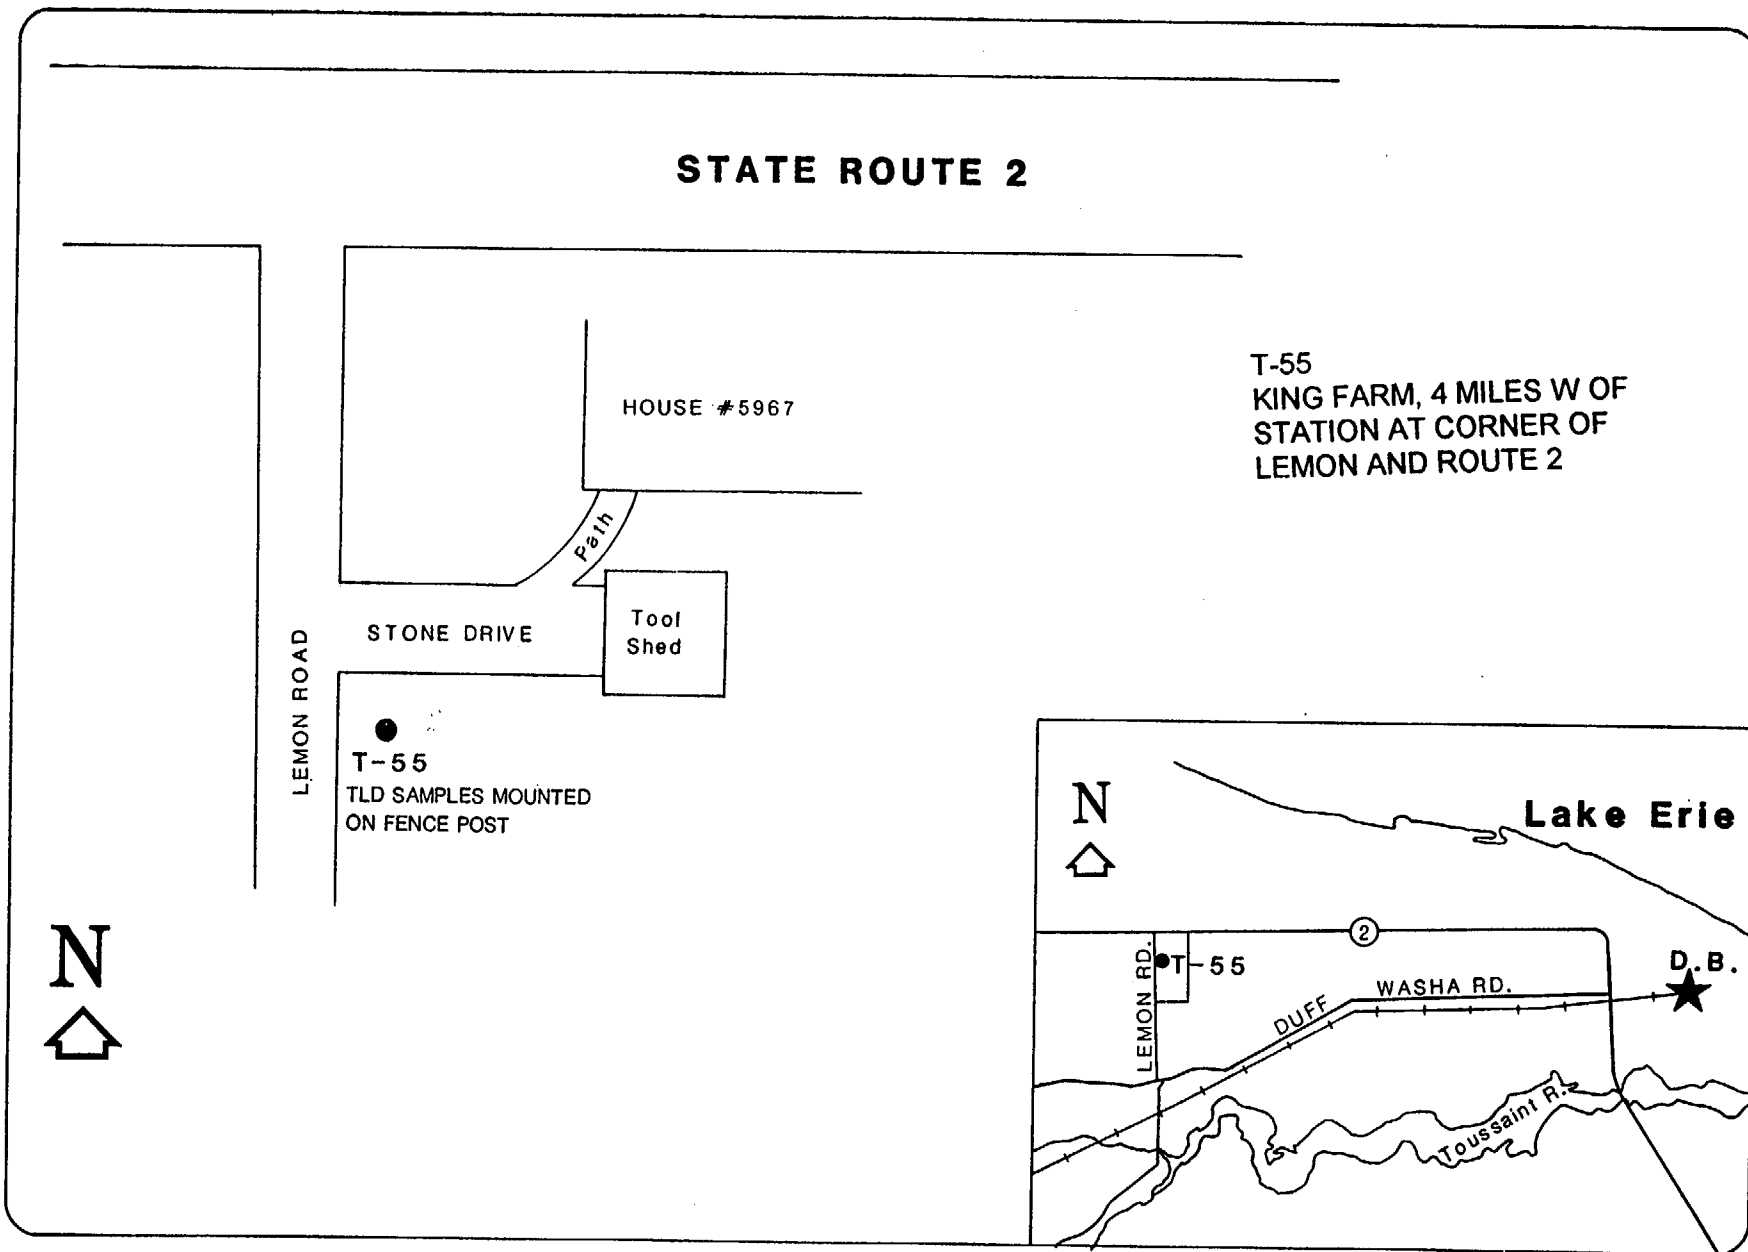 STATE ROUTE 2
HOUSE #5967
T-55
KING FARM, 4 MILES W OF
STATION AT CORNER OF
LEMON AND ROUTE 2
Path
STONE DRIVE
Tool
Shed
LEMON ROAD
T-55
TLD SAMPLES MOUNTED
ON FENCE POST
N
N
Lake Erie
2
LEMON RD.
T-55
D.B.
DUFF
WASHA RD.
Toussaint R.